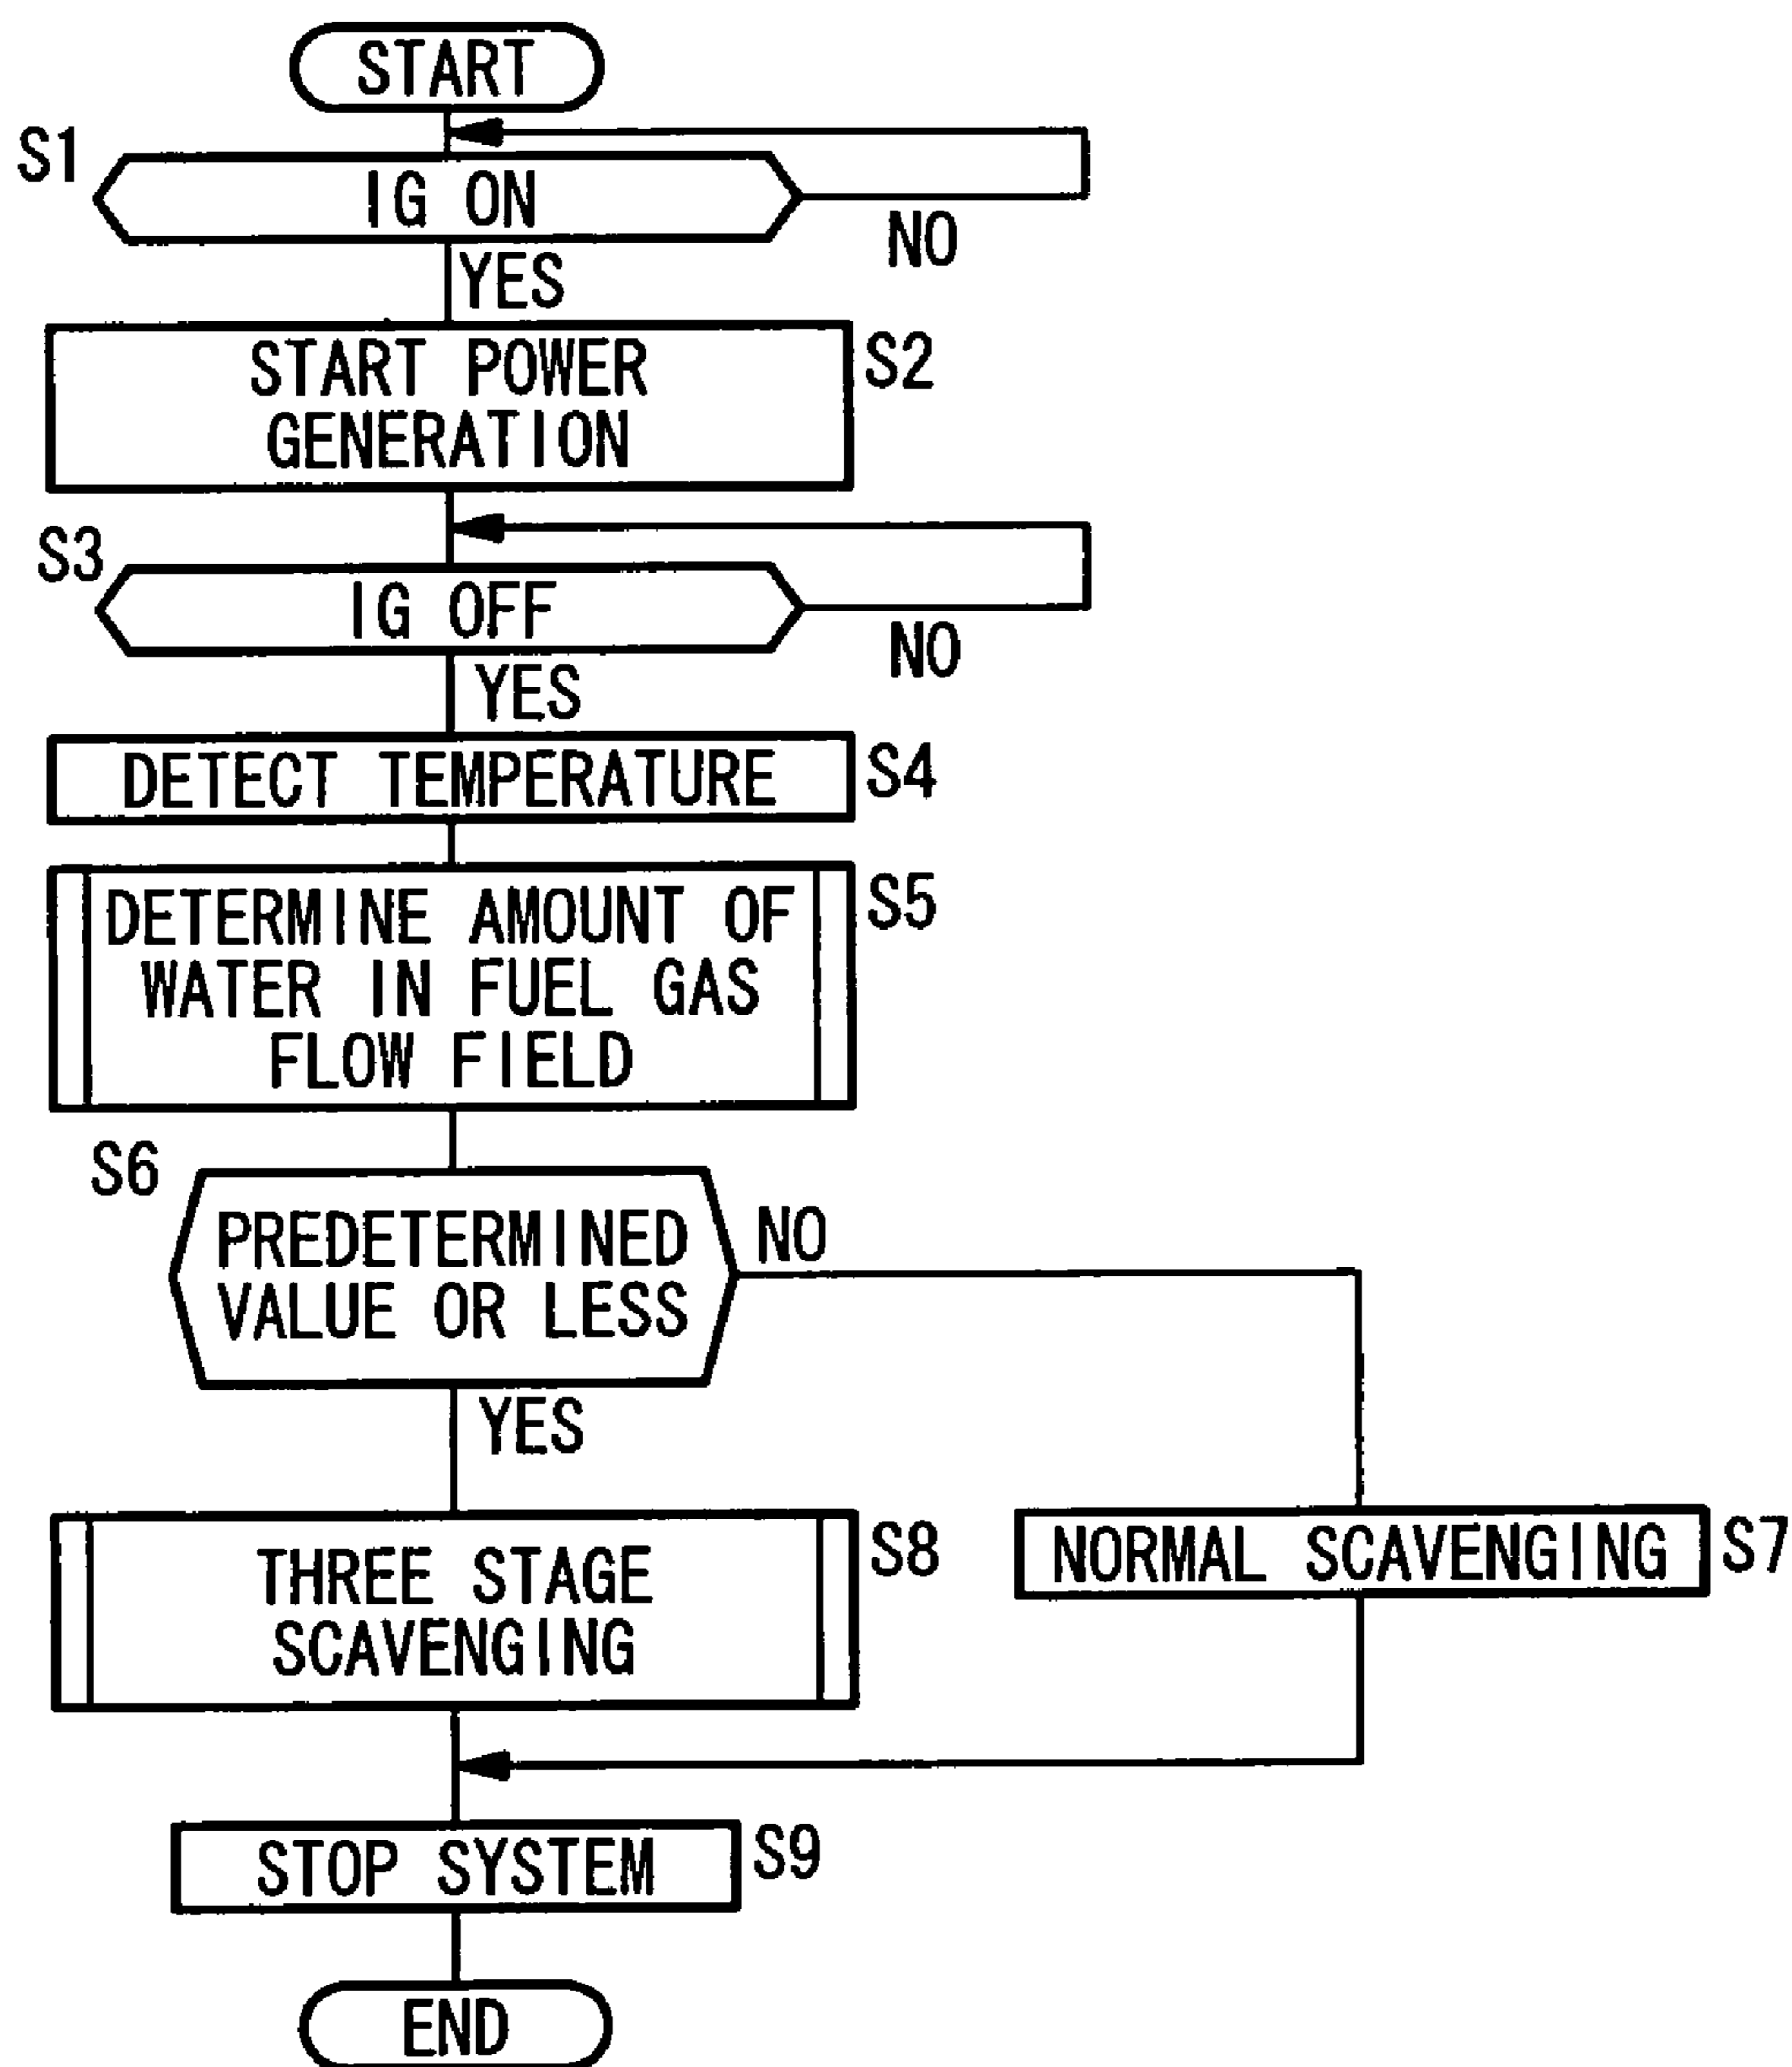 START
S1
IG ON
NO
YES
START POWER
GENERATION
S2
S3
IG OFF
NO
YES
DETECT TEMPERATURE
S4
DETERMINE AMOUNT OF
WATER IN FUEL GAS
FLOW FIELD
S5
S6
PREDETERMINED
VALUE OR LESS
NO
YES
THREE STAGE
SCAVENGING
S8
NORMAL SCAVENGING
S7
STOP SYSTEM
S9
END